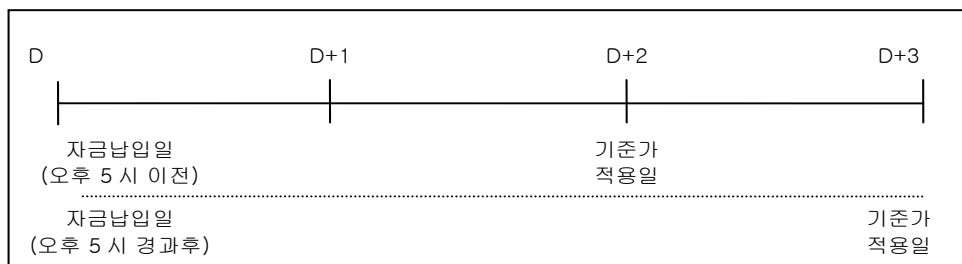 D D+1 D+2 D+3
자금납입일 기준가
(오후 5 시 이전) 적용일
자금납입일 기준가
(오후 5 시 경과후) 적용일